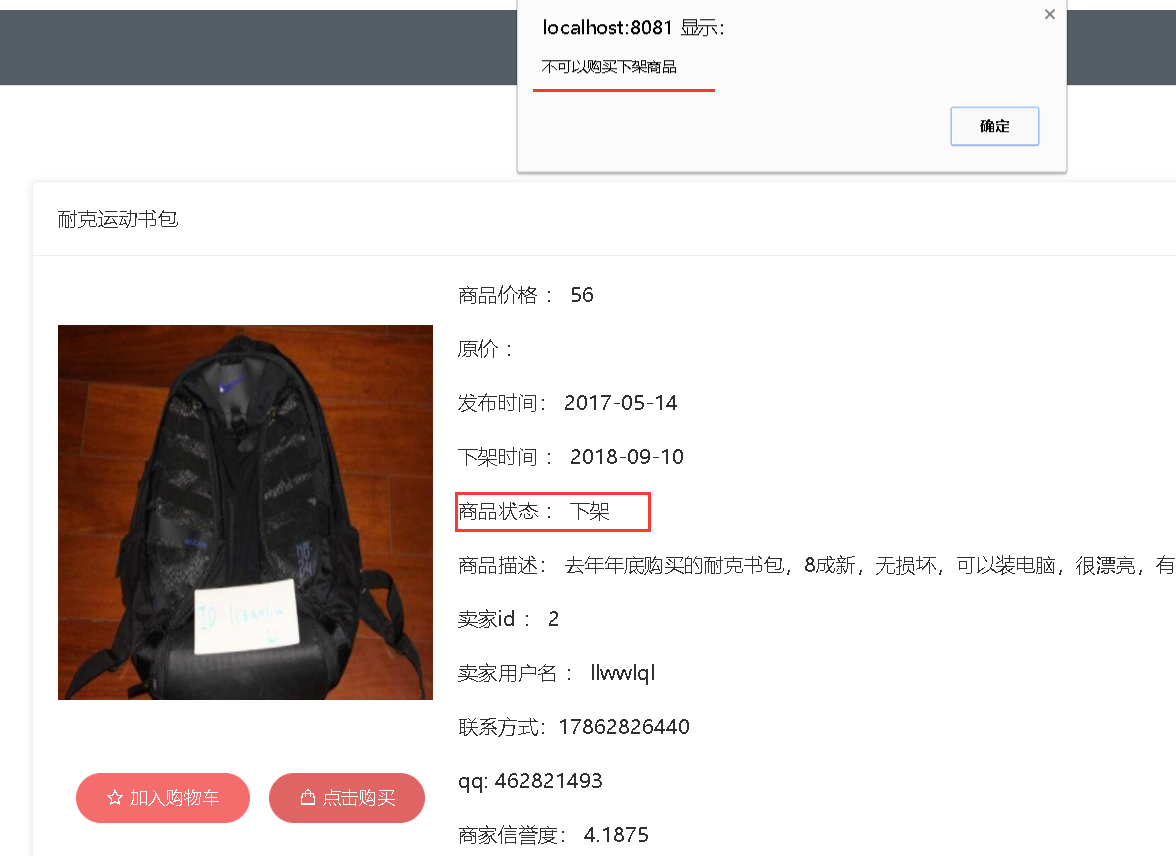 localhost:8081 显示：
不可以购买下架商品
确定
耐克运动书包
商品价格： 56
原价：
发布时间： 2017-05-14
下架时间： 2018-09-10
商品状态： 下架
商品描述： 去年年底购买的耐克书包，8成新，无损坏，可以装电脑，很漂亮，有
卖家id： 2
卖家用户名： llwwlql
联系方式：17862826440
qq: 462821493
商家信誉度： 4.1875
加入购物车
点击购买